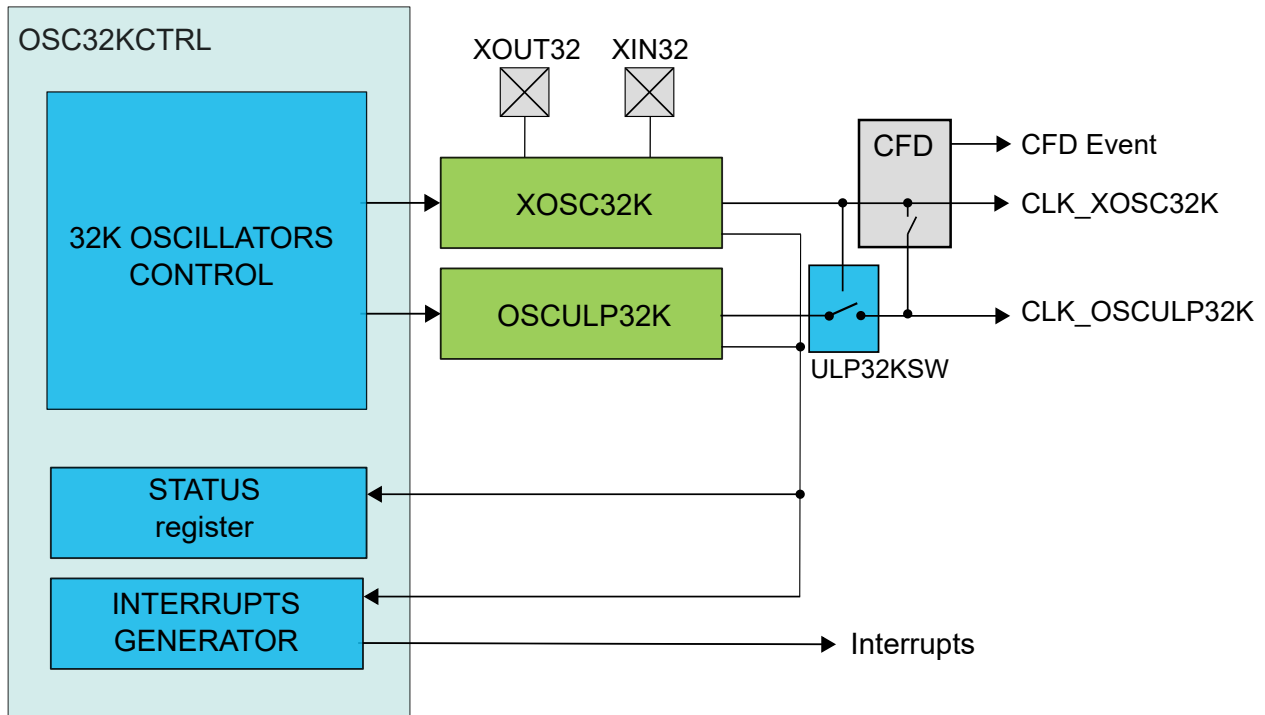 OSC32KCTRL
XOUT32
XIN32
32K OSCILLATORS
CONTROL
XOSC32K
OSCULP32K
CFD
CFD Event
CLK_XOSC32K
CLK_OSCULP32K
ULP32KSW
STATUS
register
INTERRUPTS
GENERATOR
Interrupts